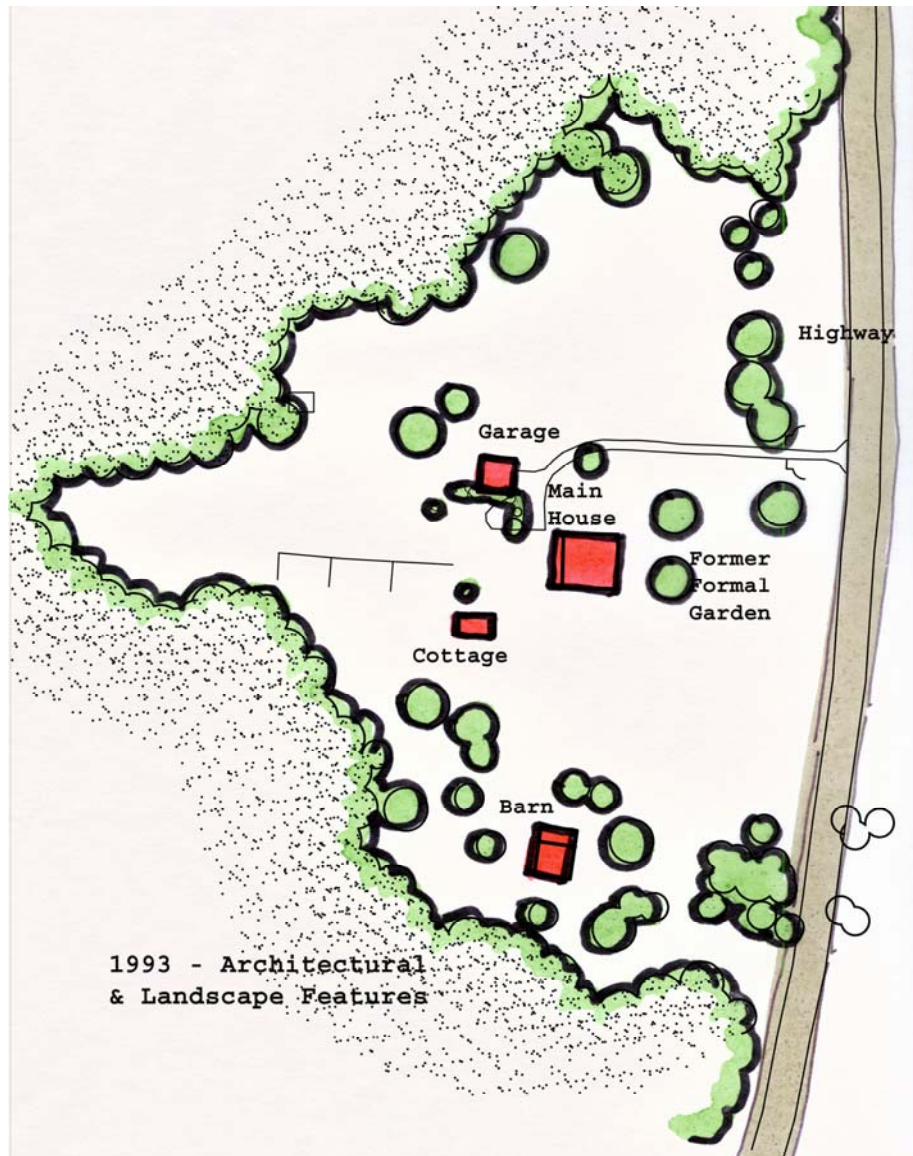 Highway
Garage
Main
House
Former
Formal
Garden
Cottage
Barn
1993 - Architectural
& Landscape Features